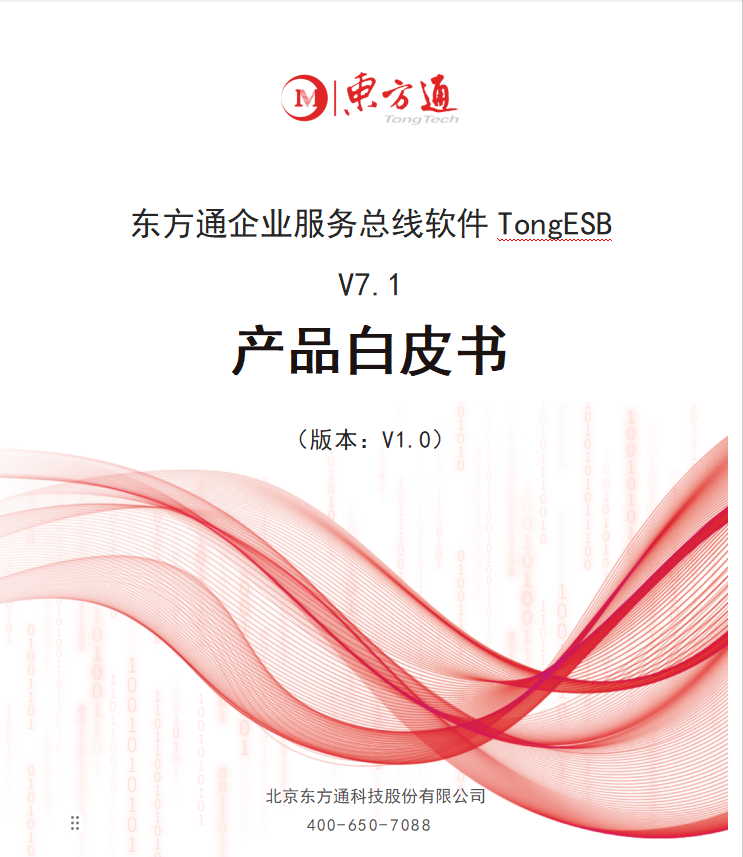 東方通
TongTech
东方通企业服务总线软件 TongESB
V7.1
产品白皮书
（版本：V1.0）
北京东方通科技股份有限公司
400-650-7088